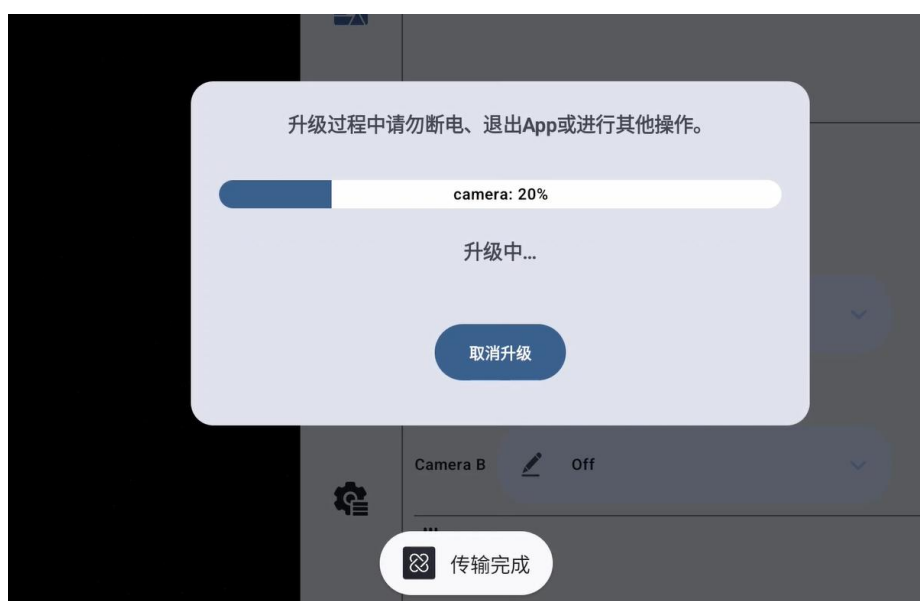 升级过程中请勿断电、退出App或进行其他操作。
camera: 20%
升级中...
取消升级
Camera B
Off
传输完成